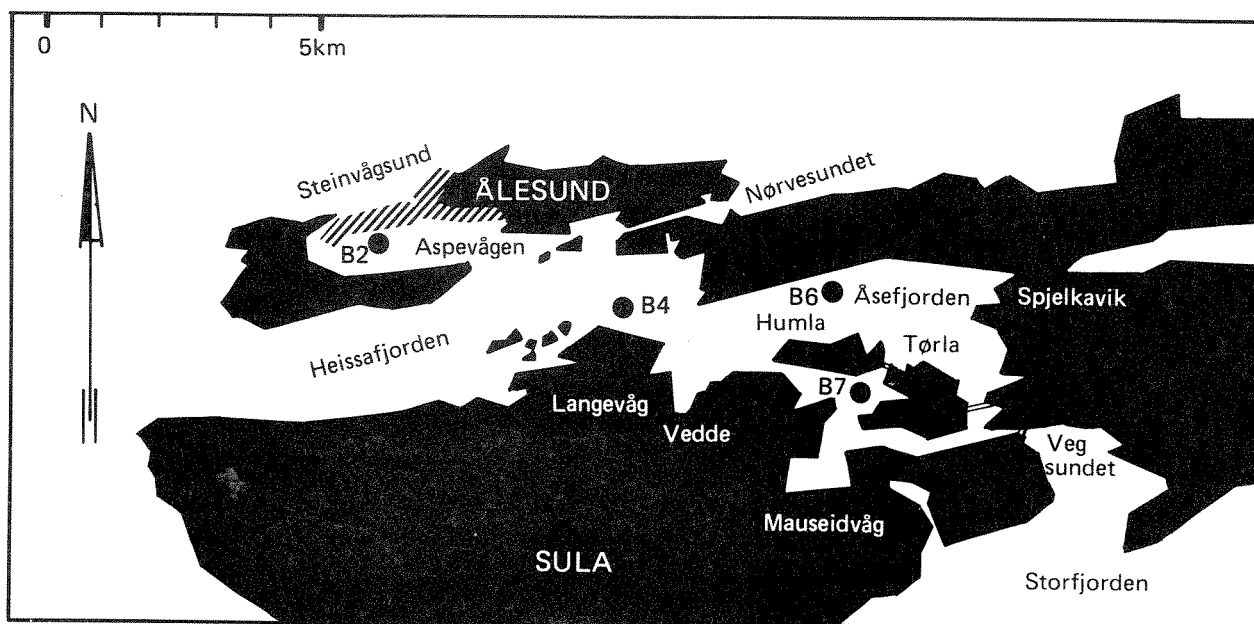 0 5km
N
Steinvågsund
ÅLESUND
Nørvesundet
B2
Aspevågen
B4
B6
Åsefjorden
Spjelkavik
Humla
Heissafjorden
Tørla
B7
Langevåg
Vedde
Veg
sundet
Mauseidvåg
SULA
Storfjorden